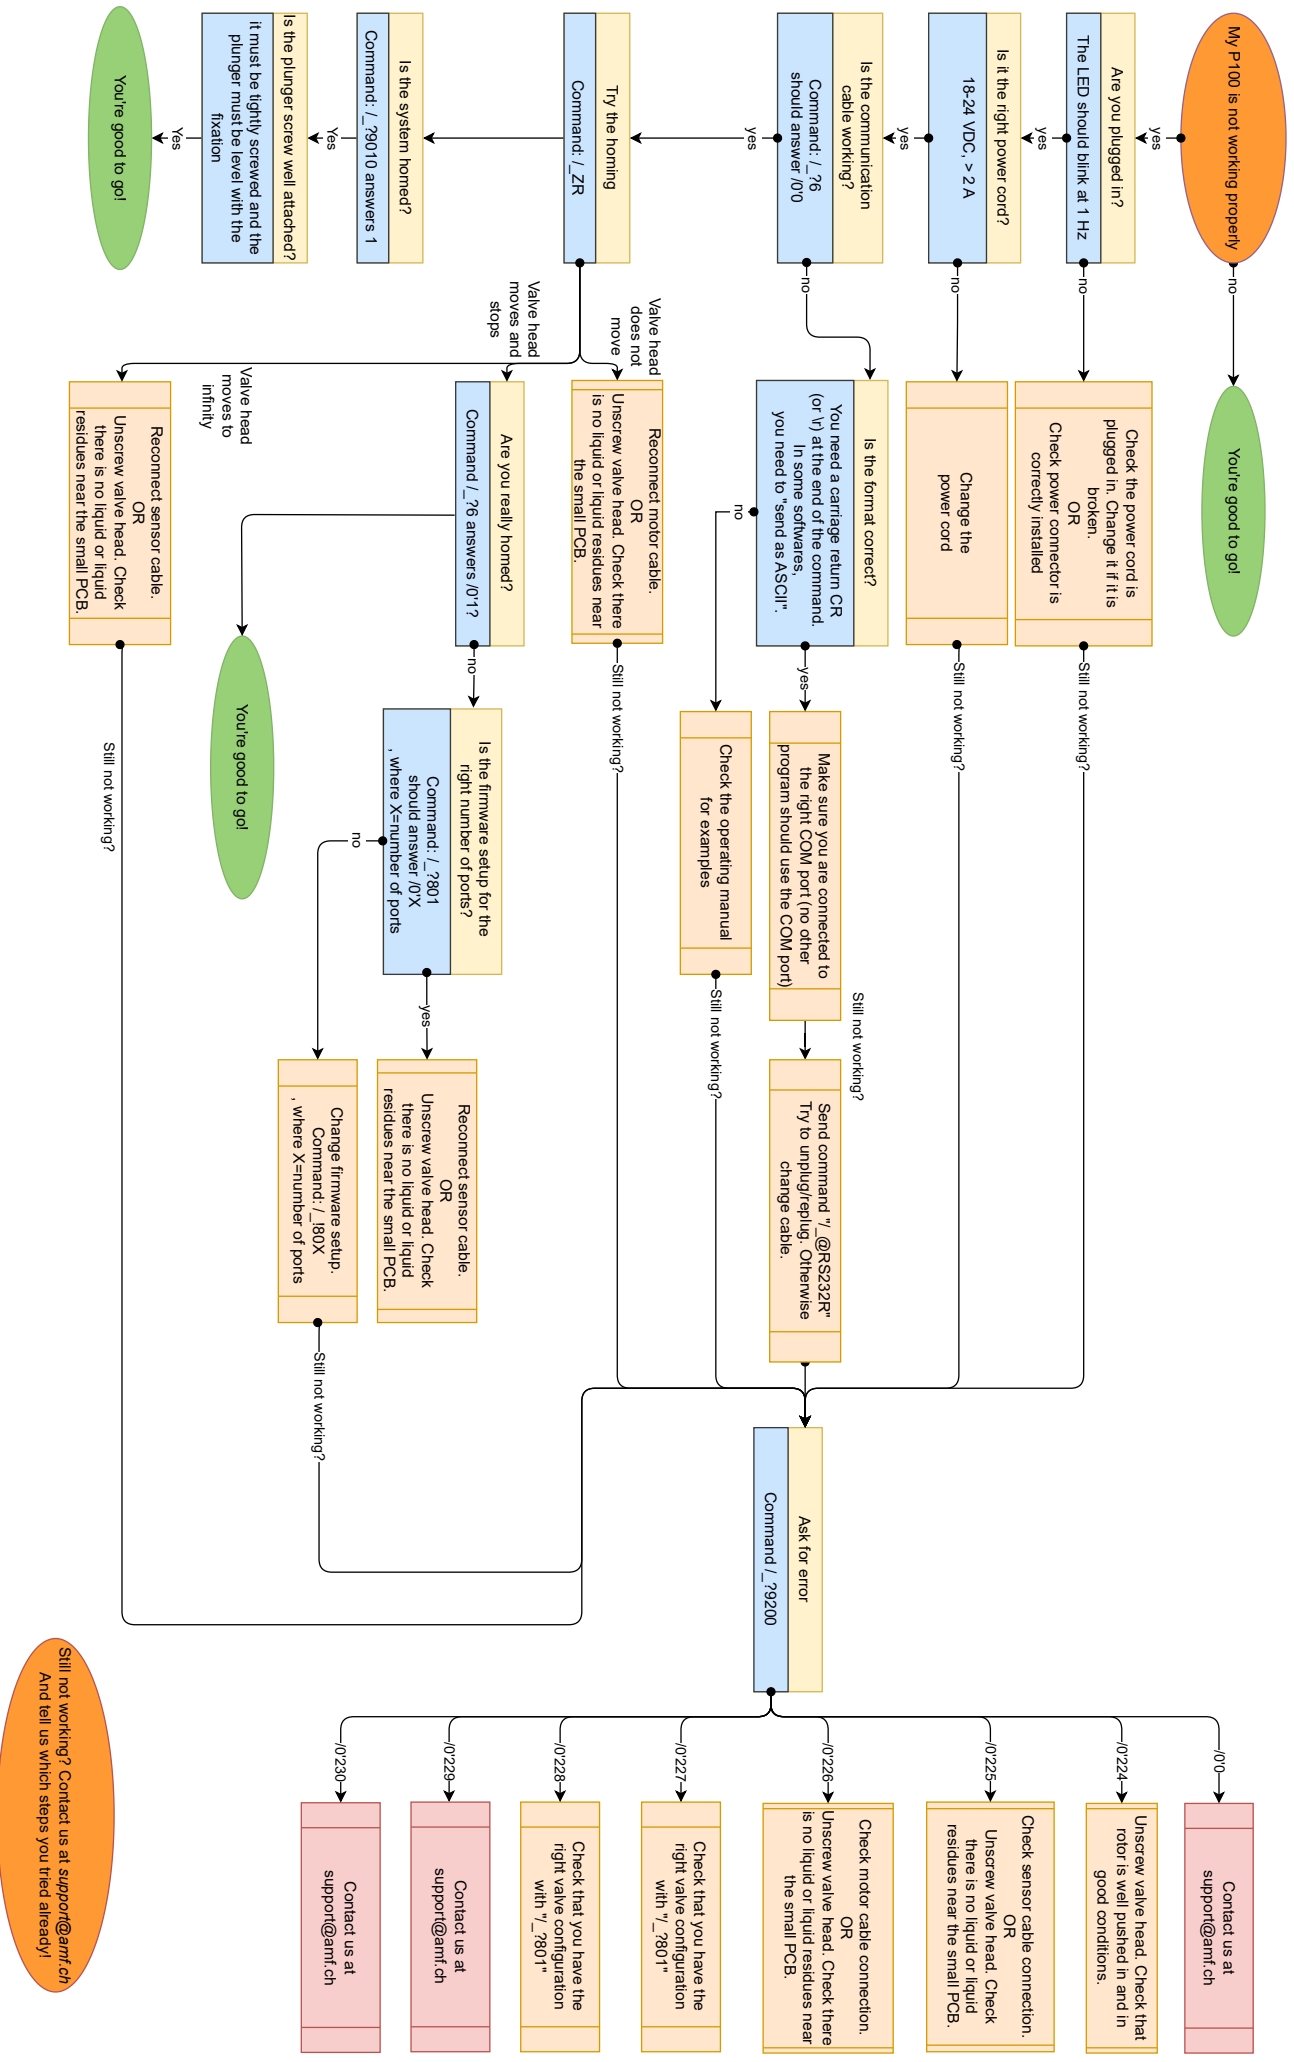 My P100 is not working properly
yes
no
You're good to go!
Are you plugged in?
The LED should blink at 1 Hz
yes
no
Check the power cord is
plugged in. Change it if it is
broken.
OR
Check power connector is
correctly installed
Still not working?
Is it the right power cord?
18-24 VDC, > 2 A
yes
no
Change the
power cord
Still not working?
Is the communication
cable working?
Command: /_?6
should answer /0'0
yes
no
Is the format correct?
You need a carriage return CR
(or \r) at the end of the command.
In some softwares,
you need to "send as ASCII".
yes
no
Make sure you are connected to
the right COM port (no other
program should use the COM port)
Still not working?
Send command "/_@RS232R"
Try to unplug/replug. Otherwise
change cable.
Check the operating manual
for examples
Still not working?
Try the homing
Command: /_ZR
Valve head
does not
move
Reconnect motor cable.
OR
Unscrew valve head. Check there
is no liquid or liquid residues near
the small PCB.
Still not working?
Valve head
moves and
stops
Are you really homed?
Command /_?6 answers /0'1?
no
You're good to go!
Is the firmware setup for the
right number of ports?
Command: /_?801
should answer /0'X
, where X=number of ports
yes
no
Reconnect sensor cable.
OR
Unscrew valve head. Check
there is no liquid or liquid
residues near the small PCB.
Change firmware setup.
Command: /_!80X
, where X=number of ports
Still not working?
Valve head
moves to
infinity
Reconnect sensor cable.
OR
Unscrew valve head. Check
there is no liquid or liquid
residues near the small PCB.
Still not working?
Is the system homed?
Command: /_?9010 answers 1
Yes
Is the plunger screw well attached?
it must be tightly screwed and the
plunger must be level with the
fixation
Yes
You're good to go!
Ask for error
Command /_?9200
/0'0
Contact us at
support@amf.ch
/0'224
Unscrew valve head. Check that
rotor is well pushed in and in
good conditions.
/0'225
Check sensor cable connection.
OR
Unscrew valve head. Check
there is no liquid or liquid
residues near the small PCB.
/0'226
Check motor cable connection.
OR
Unscrew valve head. Check there
is no liquid or liquid residues near
the small PCB.
/0'227
Check that you have the
right valve configuration
with "/_?801"
/0'228
Check that you have the
right valve configuration
with "/_?801"
/0'229
Contact us at
support@amf.ch
/0'230
Contact us at
support@amf.ch
Still not working? Contact us at support@amf.ch
And tell us which steps you tried already!